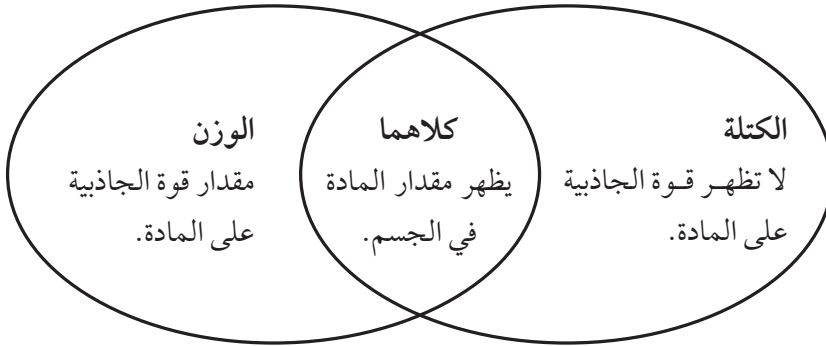 الكتلة
لا تظهر قوة الجاذبية
على المادة.
كلاهما
يظهر مقدار المادة
في الجسم.
الوزن
مقدار قوة الجاذبية
على المادة.